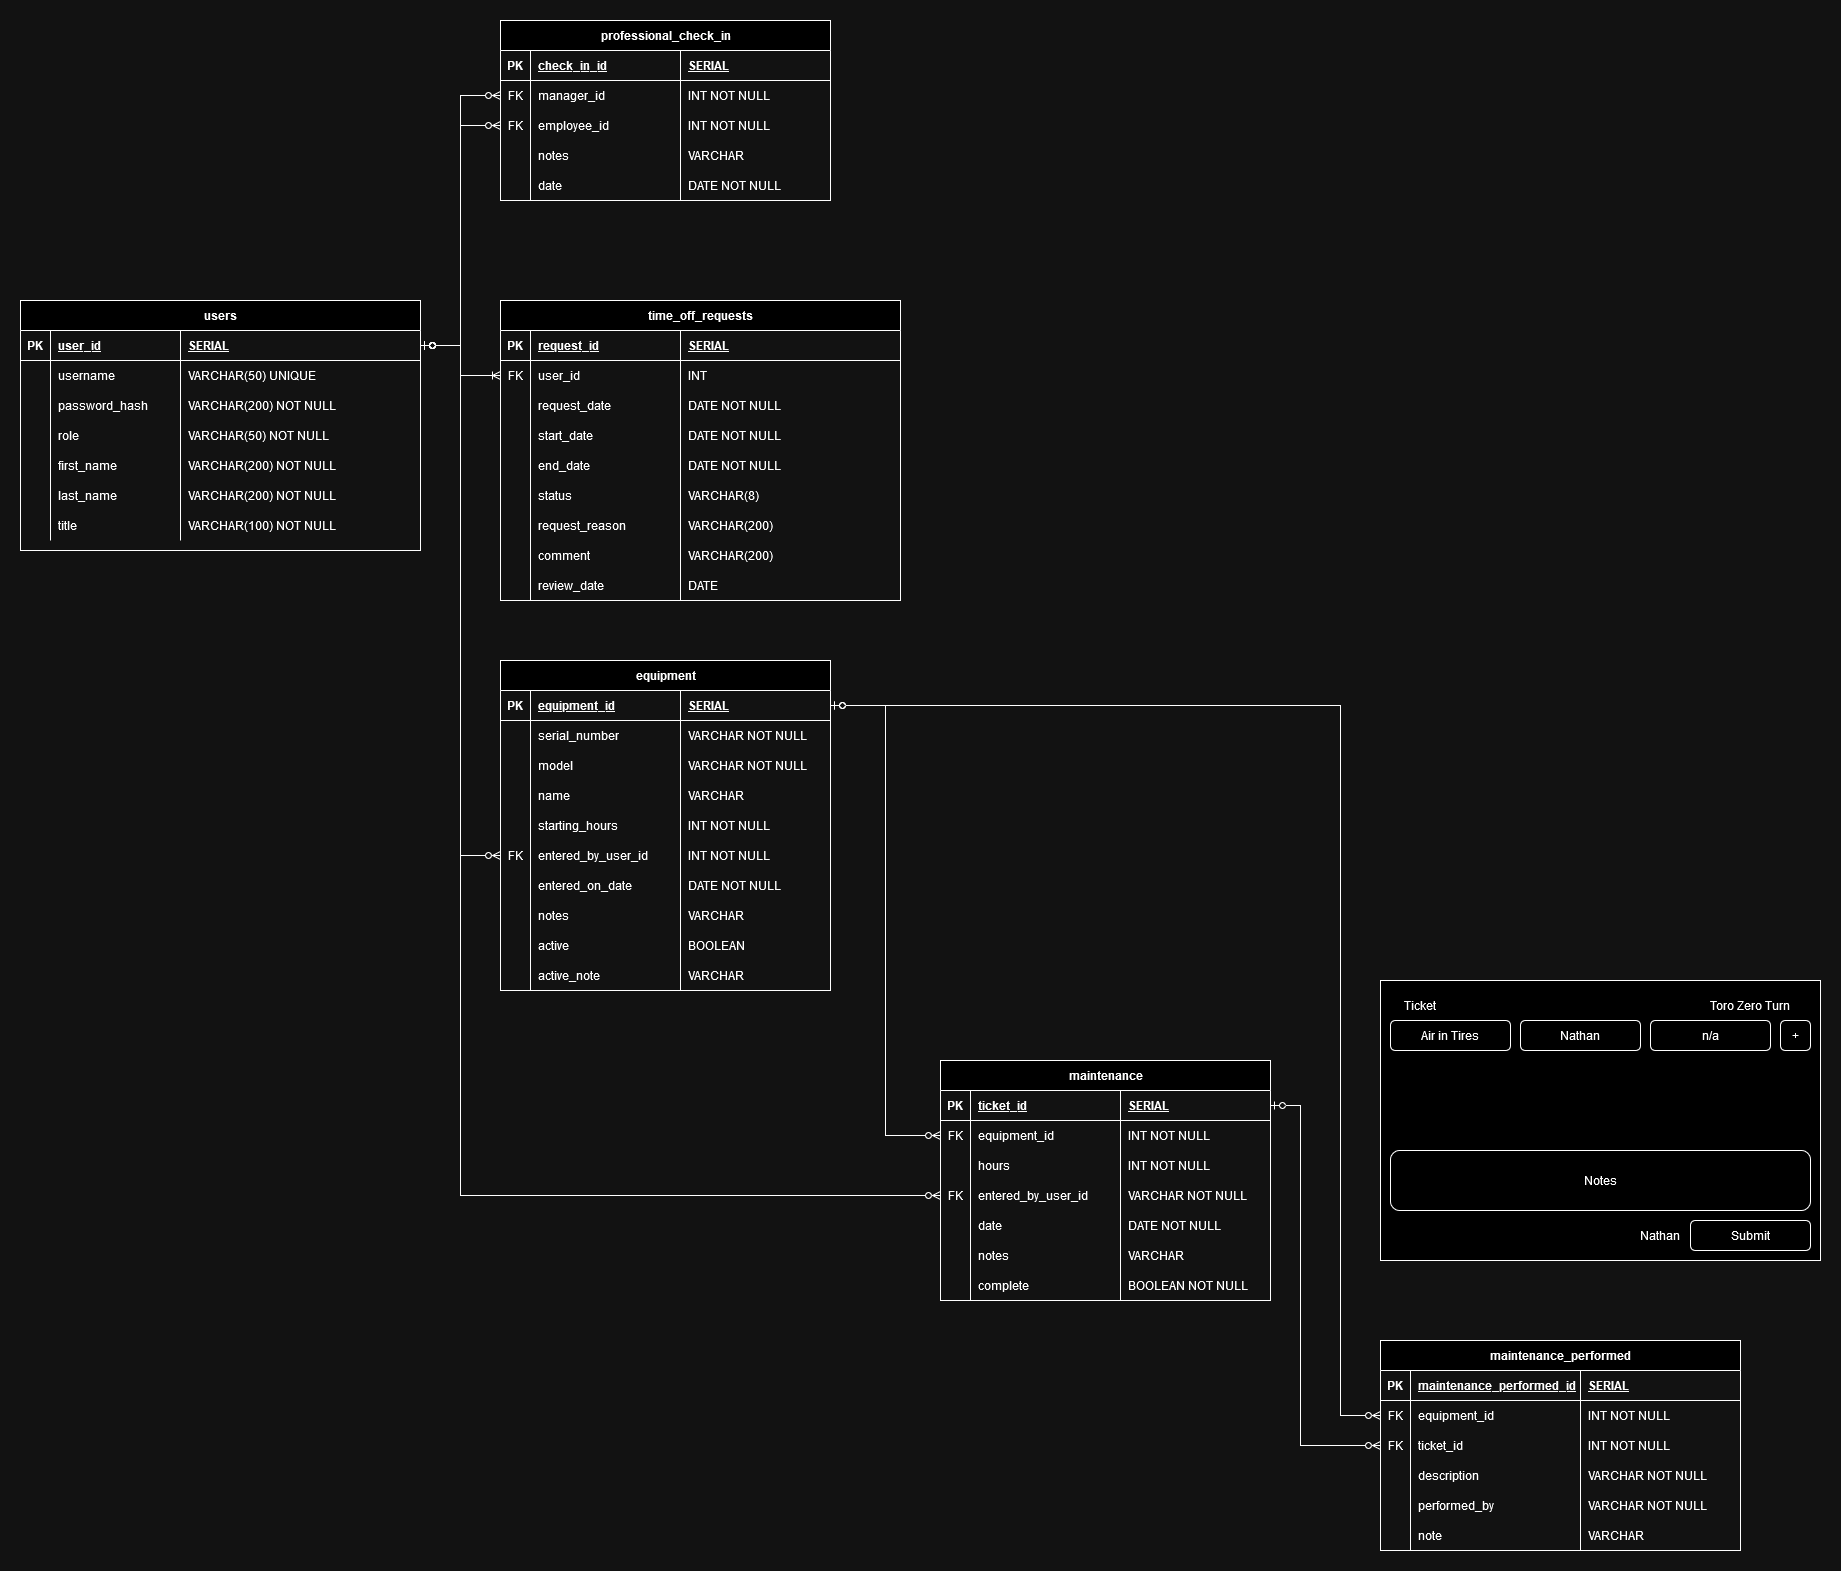 professional_check_in
PK check_in_id SERIAL
FK manager_id INT NOT NULL
FK employee_id INT NOT NULL
notes VARCHAR
date DATE NOT NULL
users
PK user_id SERIAL
username VARCHAR(50) UNIQUE
password_hash VARCHAR(200) NOT NULL
role VARCHAR(50) NOT NULL
first_name VARCHAR(200) NOT NULL
last_name VARCHAR(200) NOT NULL
title VARCHAR(100) NOT NULL
time_off_requests
PK request_id SERIAL
FK user_id INT
request_date DATE NOT NULL
start_date DATE NOT NULL
end_date DATE NOT NULL
status VARCHAR(8)
request_reason VARCHAR(200)
comment VARCHAR(200)
review_date DATE
equipment
PK equipment_id SERIAL
serial_number VARCHAR NOT NULL
model VARCHAR NOT NULL
name VARCHAR
starting_hours INT NOT NULL
FK entered_by_user_id INT NOT NULL
entered_on_date DATE NOT NULL
notes VARCHAR
active BOOLEAN
active_note VARCHAR
maintenance
PK ticket_id SERIAL
FK equipment_id INT NOT NULL
hours INT NOT NULL
FK entered_by_user_id VARCHAR NOT NULL
date DATE NOT NULL
notes VARCHAR
complete BOOLEAN NOT NULL
Ticket Toro Zero Turn
Air in Tires Nathan n/a +
Notes
Nathan Submit
maintenance_performed
PK maintenance_performed_id SERIAL
FK equipment_id INT NOT NULL
FK ticket_id INT NOT NULL
description VARCHAR NOT NULL
performed_by VARCHAR NOT NULL
note VARCHAR